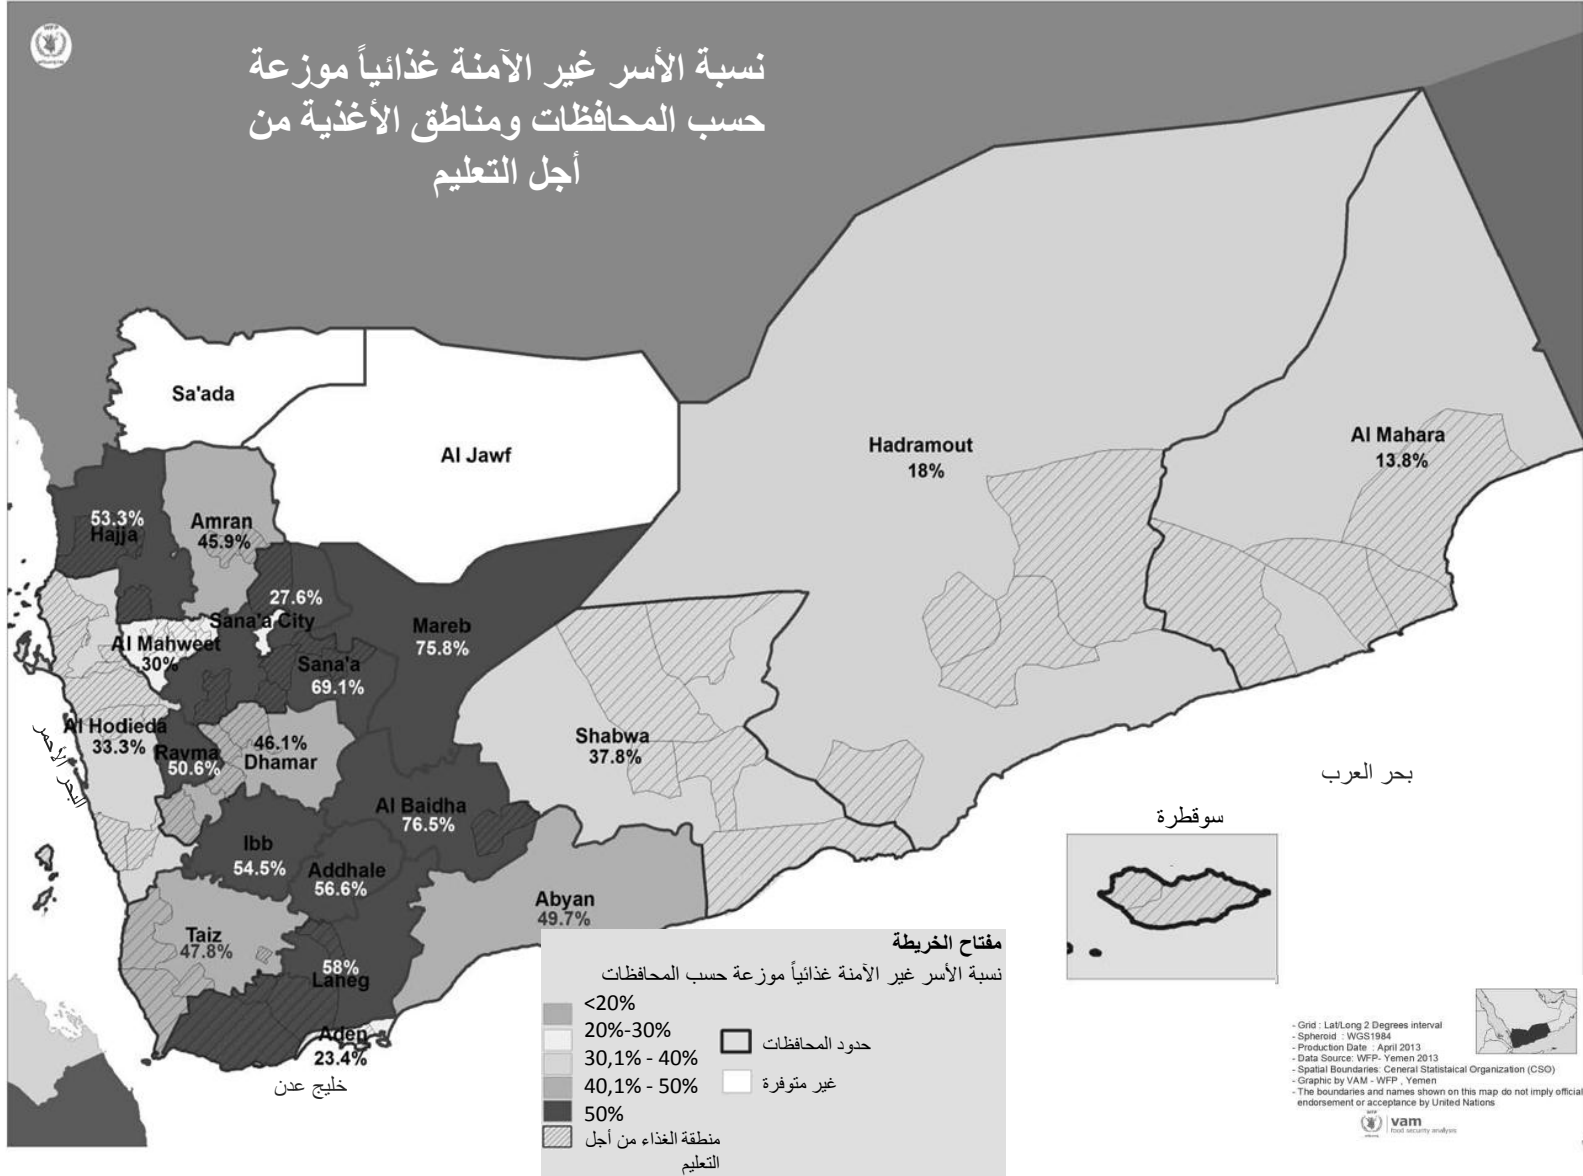 نسبة الأسر غير الآمنة غذائياً موزعة
حسب المحافظات ومناطق الأغذية من
أجل التعليم
Sa'ada
Al Jawf
Hadramout
18%
Al Mahara
13.8%
53.3%
Hajja
Amran
45.9%
27.6%
Sana'a City
Al Mahweet
30%
Mareb
75.8%
Sana'a
69.1%
Al Hodieda
33.3%
البحر الأحمر
Rayma
50.6%
46.1%
Dhamar
Shabwa
37.8%
Al Baidha
76.5%
بحر العرب
سوقطرة
Ibb
54.5%
Addhale
56.6%
Abyan
49.7%
Taiz
47.8%
58%
Laheg
Aden
23.4%
خليج عدن
مفتاح الخريطة
نسبة الأسر غير الآمنة غذائياً موزعة حسب المحافظات
<20%
20%-30%
30,1% - 40%
40,1% - 50%
50%
منطقة الغذاء من أجل
التعليم
حدود المحافظات
غير متوفرة
- Grid : Lat/Long 2 Degrees interval
- Spheroid : WGS1984
- Production Date : April 2013
- Data Source: WFP- Yemen 2013
- Spatial Boundaries: Ceneral Statistaical Organization (CSO)
- Graphic by VAM - WFP , Yemen
- The boundaries and names shown on this map do not imply official
endorsement or acceptance by United Nations
vam
food security analysis